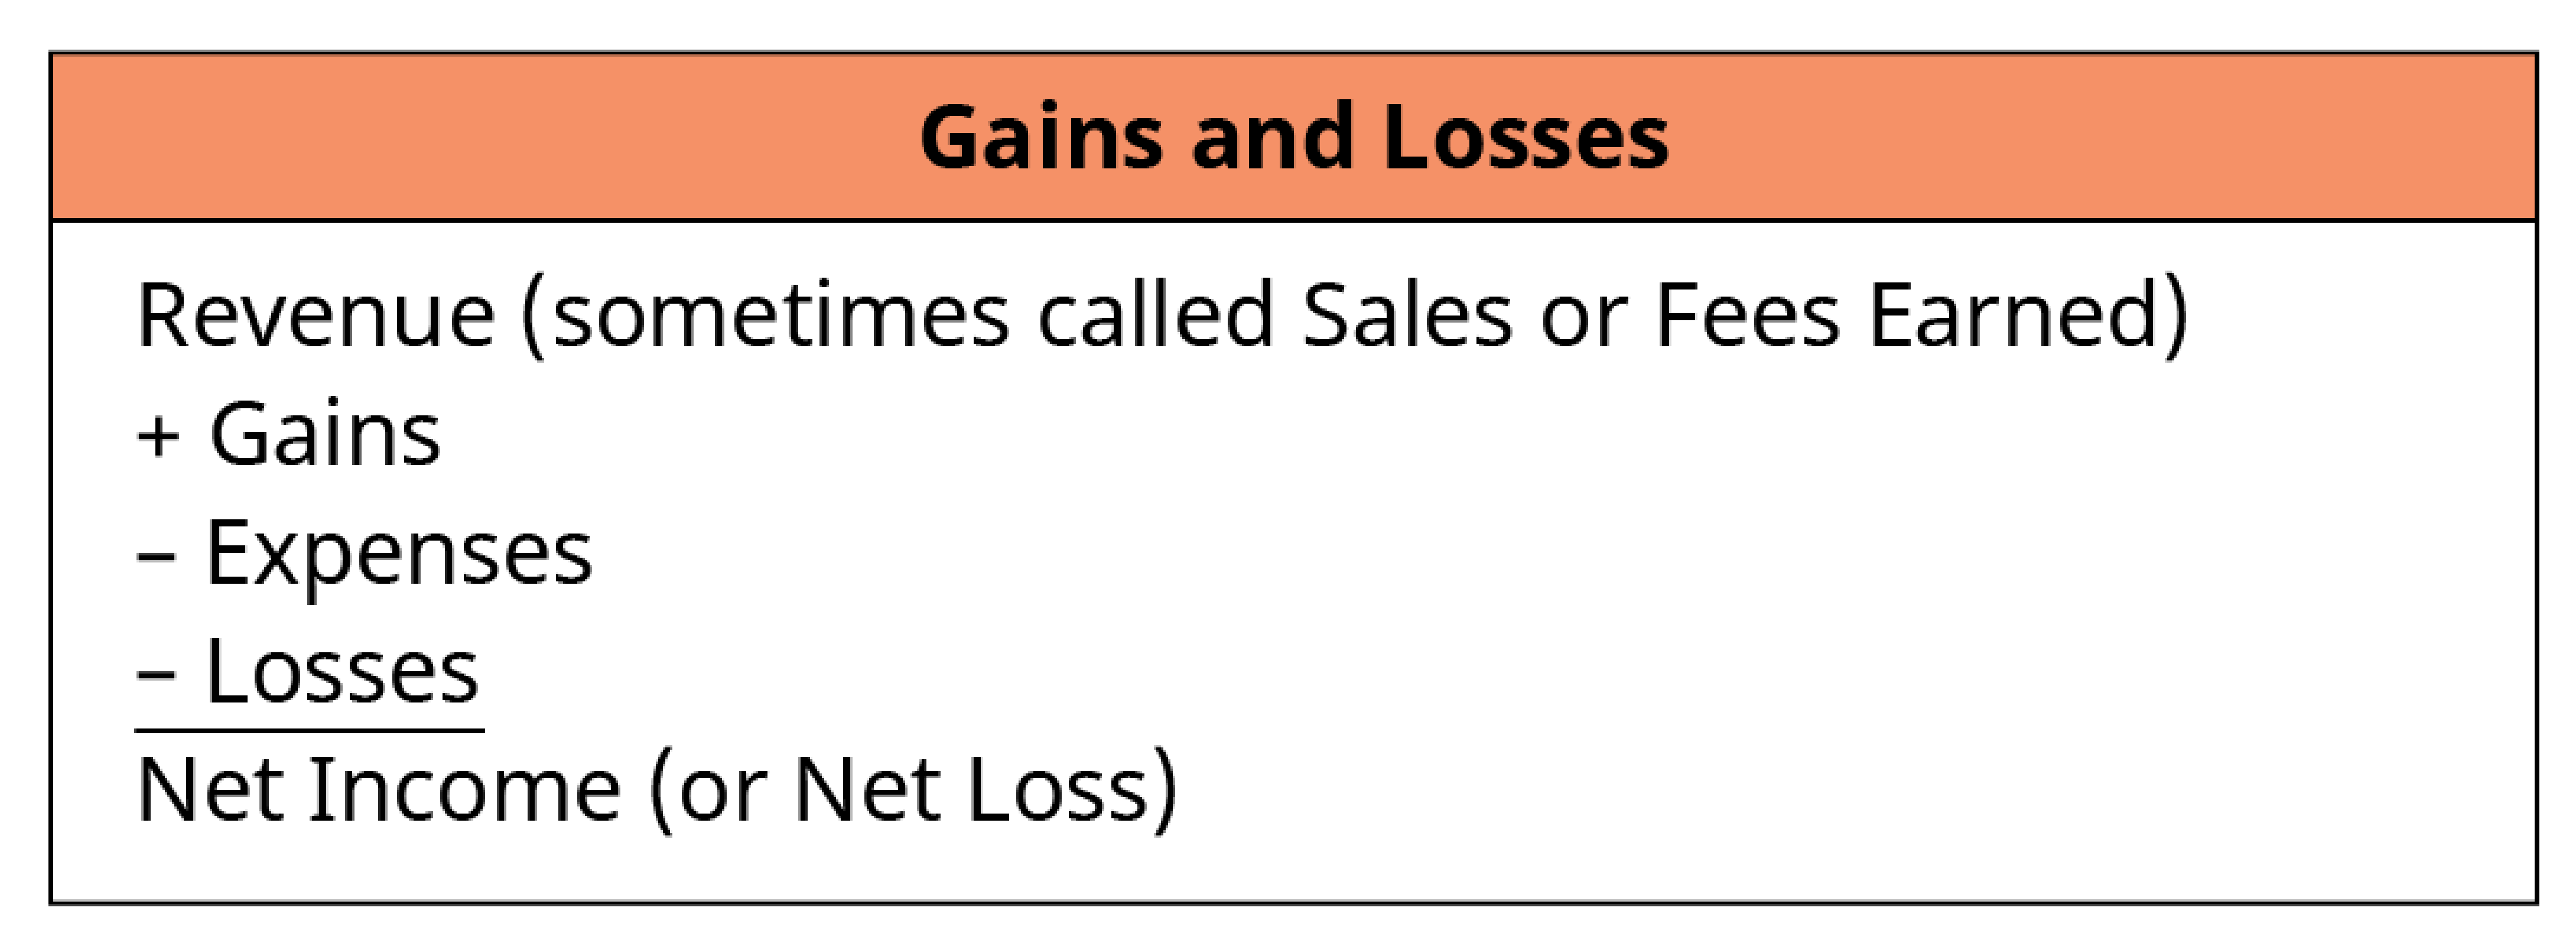 Gains and Losses
Revenue (sometimes called Sales or Fees Earned)
+ Gains
– Expenses
– Losses
Net Income (or Net Loss)